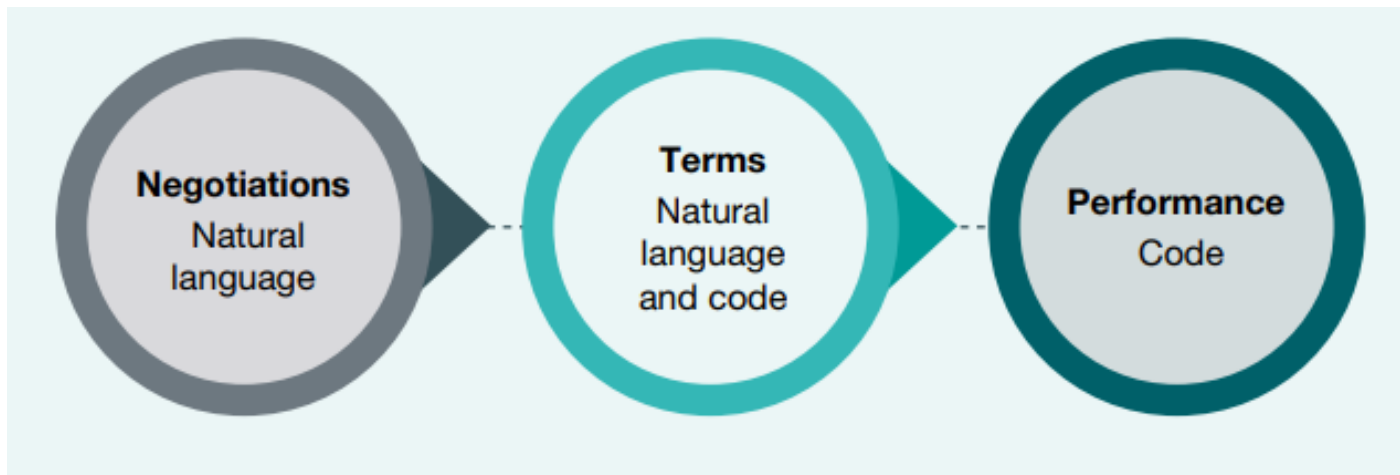 Negotiations
Natural
language
Terms
Natural
language
and code
Performance
Code